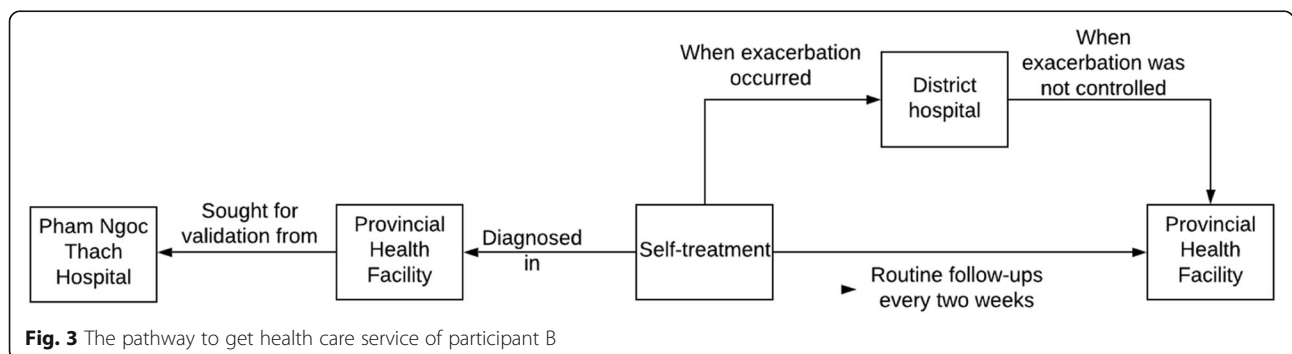 When exacerbation
occurred
When
exacerbation was
not controlled
District
hospital
Pham Ngoc
Thach
Hospital
Sought for
validation from
Provincial
Health
Facility
Diagnosed
in
Self-treatment
Routine follow-ups
every two weeks
Provincial
Health
Facility
Fig. 3 The pathway to get health care service of participant B